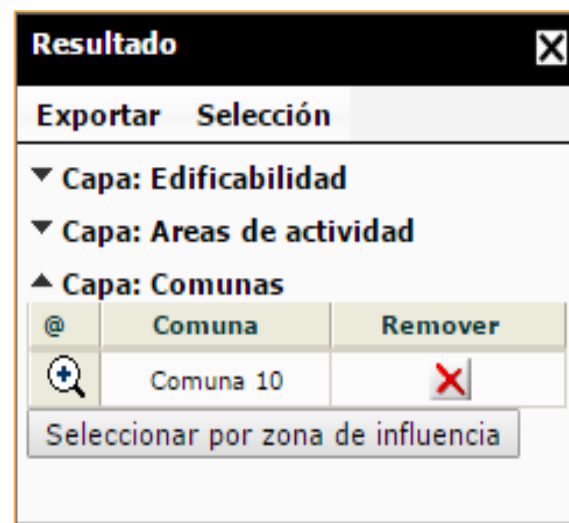 Resultado
Exportar Selección
Capa: Edificabilidad
Capa: Areas de actividad
Capa: Comunas
@ Comuna Remover
Comuna 10
Seleccionar por zona de influencia